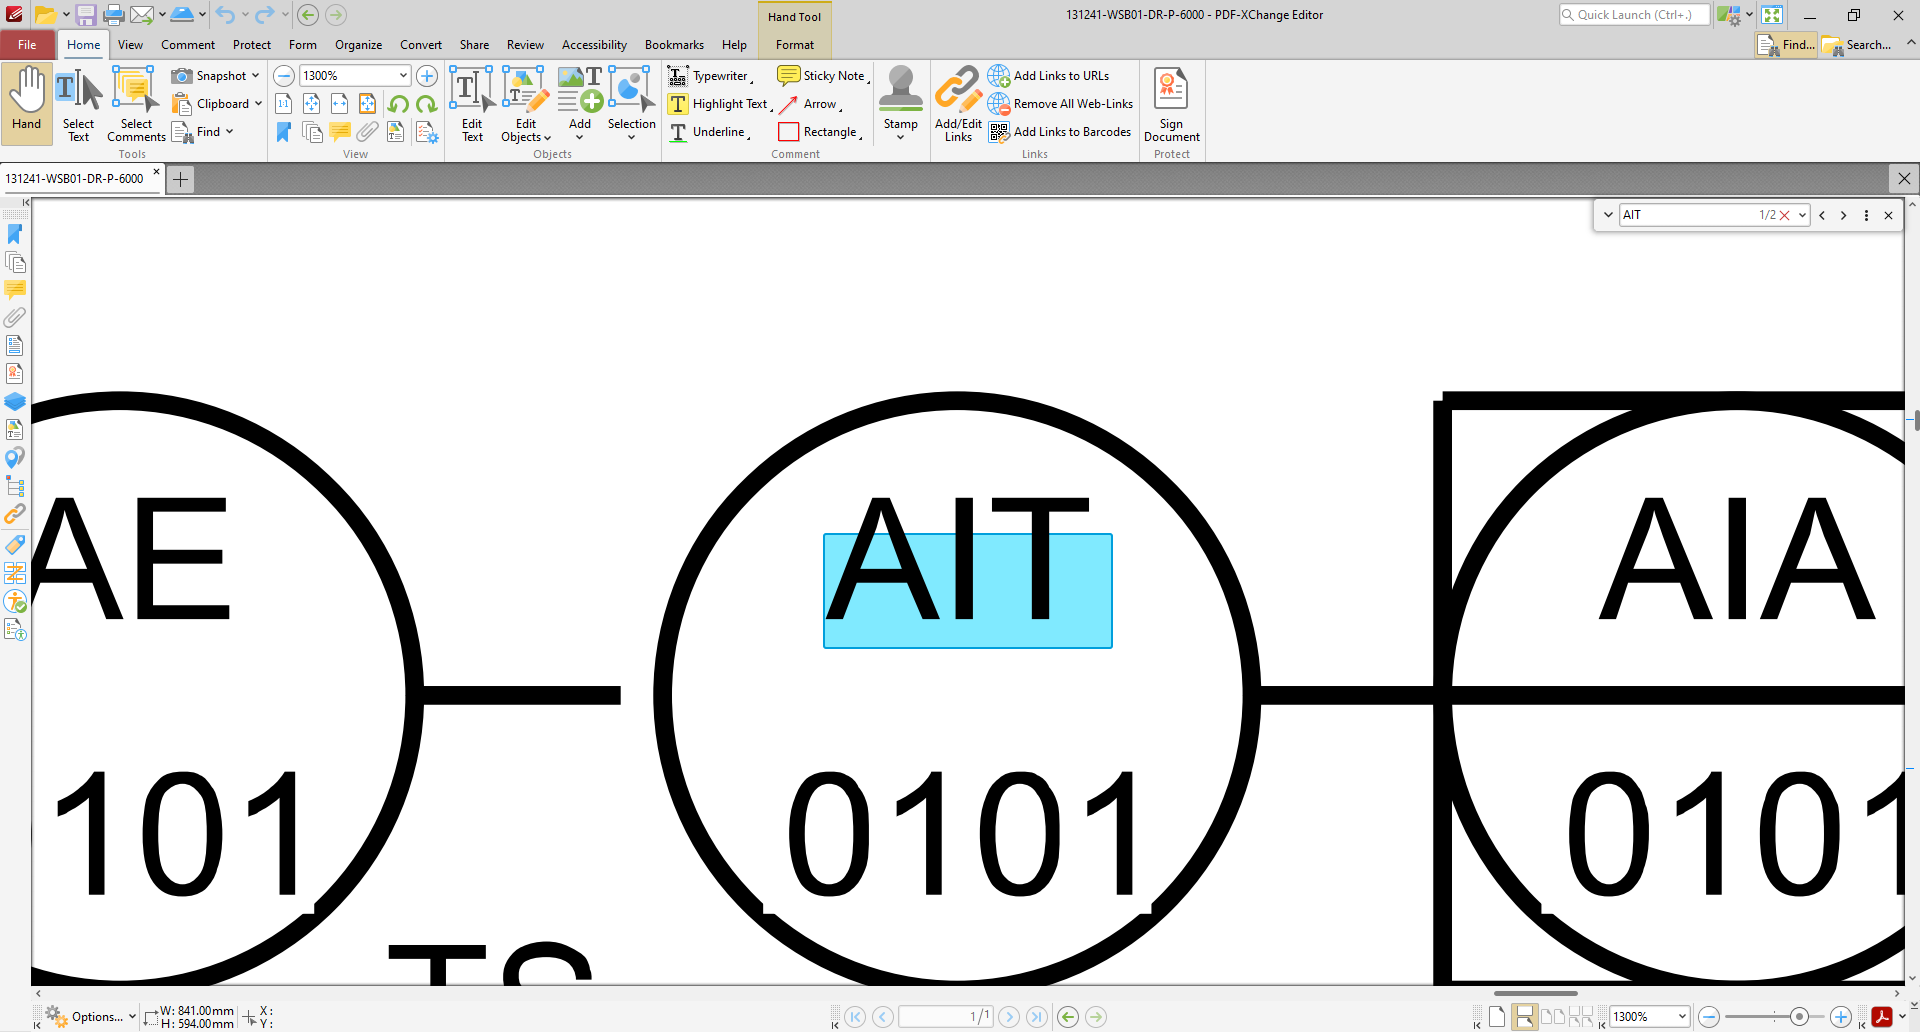 Hand Tool
131241-WSB01-DR-P-6000 - PDF-XChange Editor
Quick Launch (Ctrl+.)
File
Home
View
Comment
Protect
Form
Organize
Convert
Share
Review
Accessibility
Bookmarks
Help
Format
Find...
Search...
Hand
Select Text
Select Comments
Snapshot
Clipboard
Find
Tools
1300%
1:1
View
Edit Text
Edit Objects
Add
Selection
Objects
Typewriter
Highlight Text
Underline
Sticky Note
Arrow
Rectangle
Stamp
Comment
Add/Edit Links
Add Links to URLs
Remove All Web-Links
Add Links to Barcodes
Links
Sign Document
Protect
131241-WSB01-DR-P-6000
AIT
1/2
AE
AIT
AIA
101
0101
0101
TS
Options...
W: 841.00mm
H: 594.00mm
X:
Y:
1/1
1300%